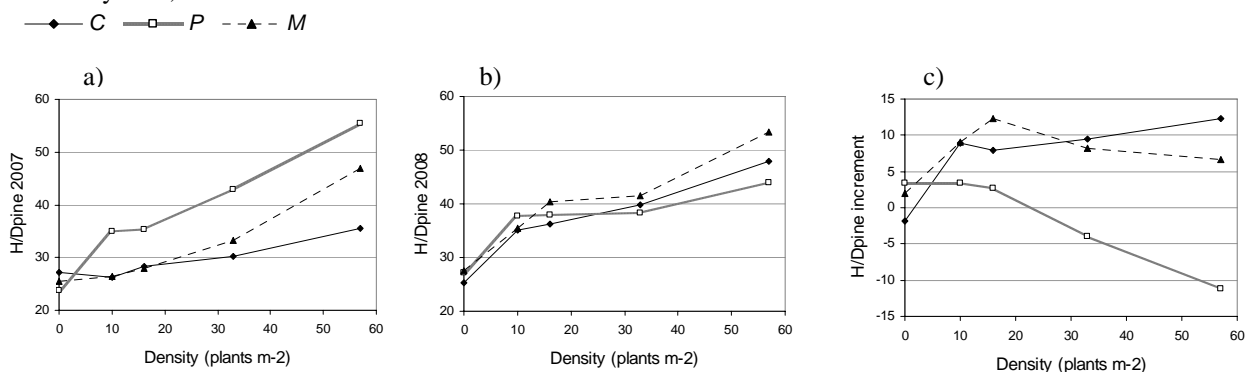 C P M
a)
60
50
40
30
20
0 10 20 30 40 50 60
H/Dpine 2007
Density (plants m-2)
b)
60
50
40
30
20
0 10 20 30 40 50 60
H/Dpine 2008
Density (plants m-2)
c)
15
10
5
0
-5
-10
-15
0 10 20 30 40 50 60
H/Dpine increment
Density (plants m-2)